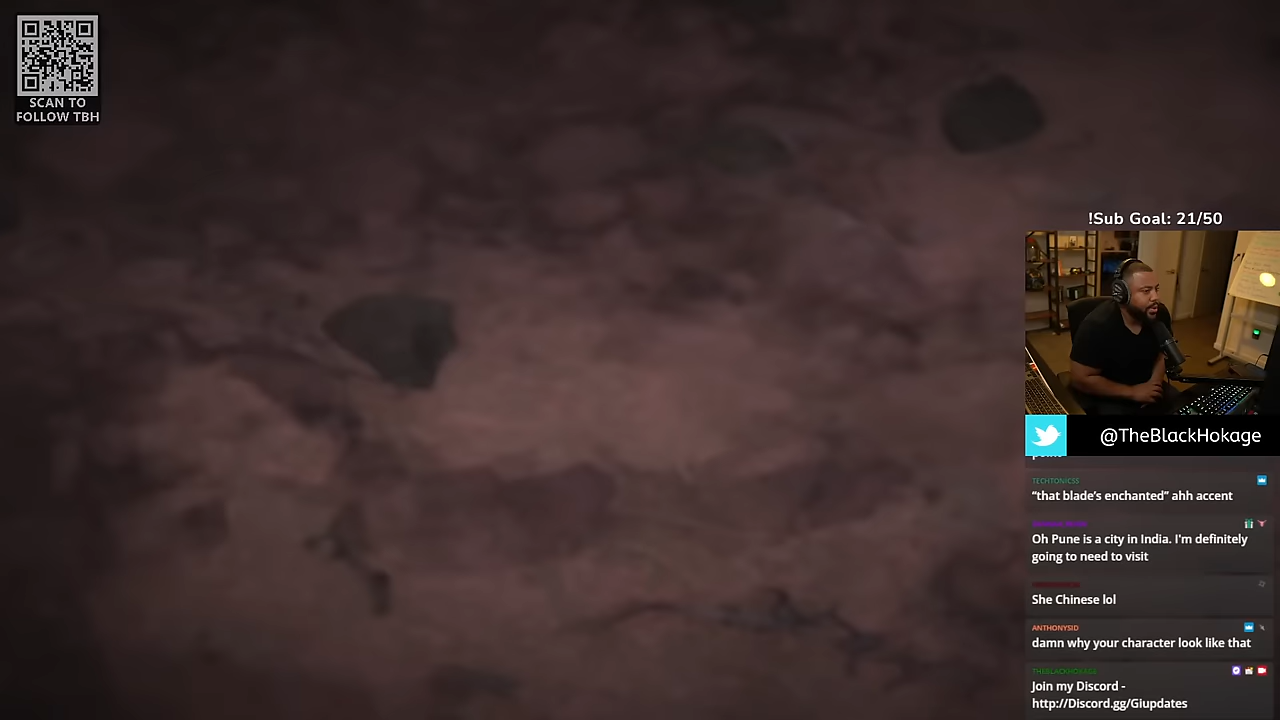 SCAN TO
FOLLOW TBH
!Sub Goal: 21/50
@TheBlackHokage
TECHTONICSS
“that blade’s enchanted” ahh accent
Oh Pune is a city in India. I'm definitely
going to need to visit
She Chinese lol
ANTHONYSID
damn why your character look like that
THEBLACKHOKAGE
Join my Discord -
http://Discord.gg/Giupdates